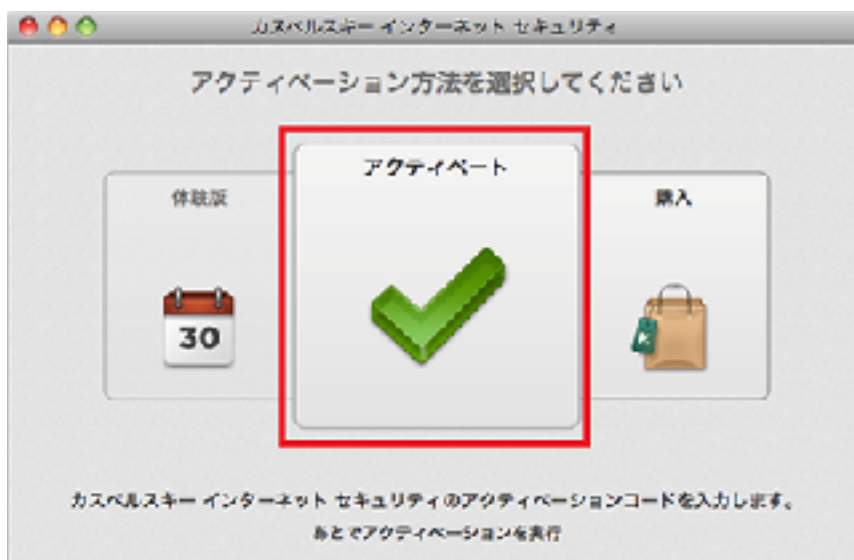 カスペルスキー インターネット セキュリティ
アクティベーション方法を選択してください
アクティベート
体験版
購入
30
カスペルスキー インターネット セキュリティのアクティベーションコードを入力します。
あとでアクティベーションを実行